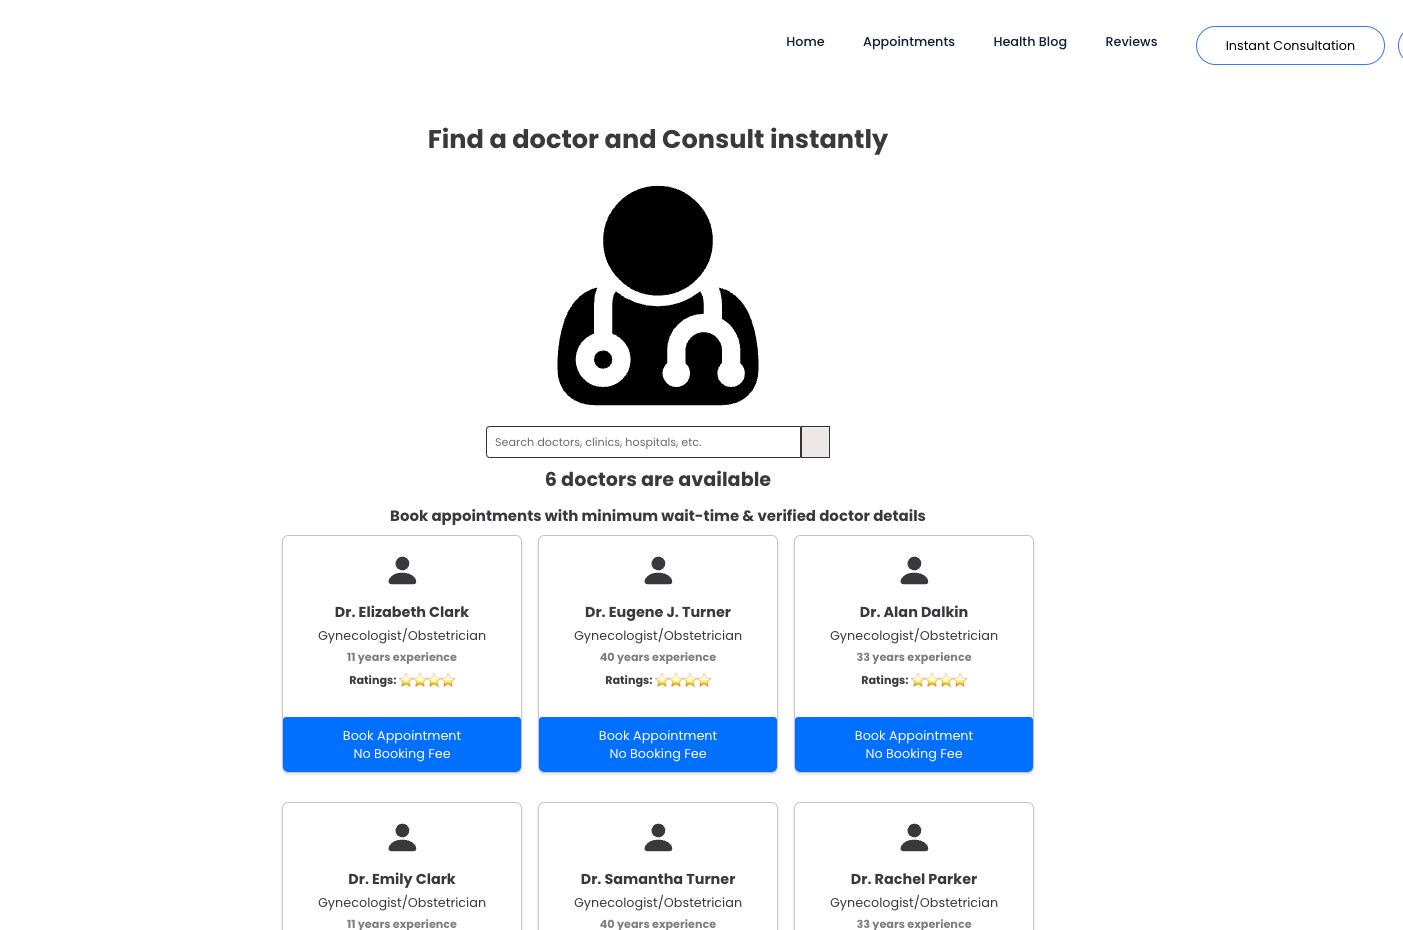 Home Appointments Health Blog Reviews Instant Consultation
Find a doctor and Consult instantly
Search doctors, clinics, hospitals, etc.
6 doctors are available
Book appointments with minimum wait-time & verified doctor details
Dr. Elizabeth Clark
Gynecologist/Obstetrician
11 years experience
Ratings: ⭐⭐⭐⭐
Book Appointment
No Booking Fee
Dr. Eugene J. Turner
Gynecologist/Obstetrician
40 years experience
Ratings: ⭐⭐⭐⭐
Book Appointment
No Booking Fee
Dr. Alan Dalkin
Gynecologist/Obstetrician
33 years experience
Ratings: ⭐⭐⭐⭐
Book Appointment
No Booking Fee
Dr. Emily Clark
Gynecologist/Obstetrician
11 years experience
Dr. Samantha Turner
Gynecologist/Obstetrician
40 years experience
Dr. Rachel Parker
Gynecologist/Obstetrician
33 years experience